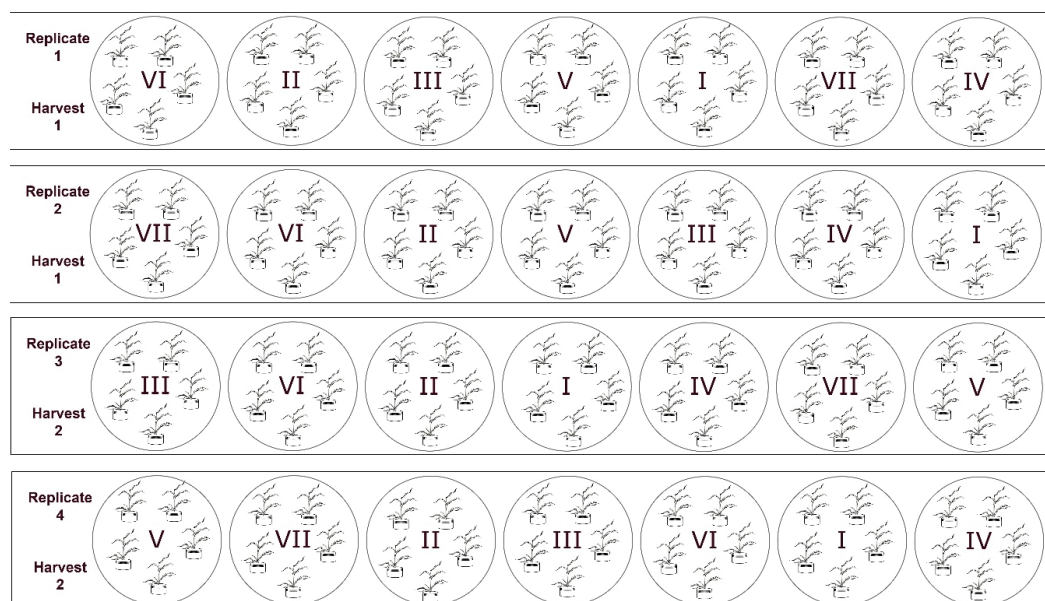 Replicate
1
Harvest
1
VI II III V I VII IV
Replicate
2
Harvest
1
VII VI II V III IV I
Replicate
3
Harvest
2
III VI II I IV VII V
Replicate
4
Harvest
2
V VII II III VI I IV